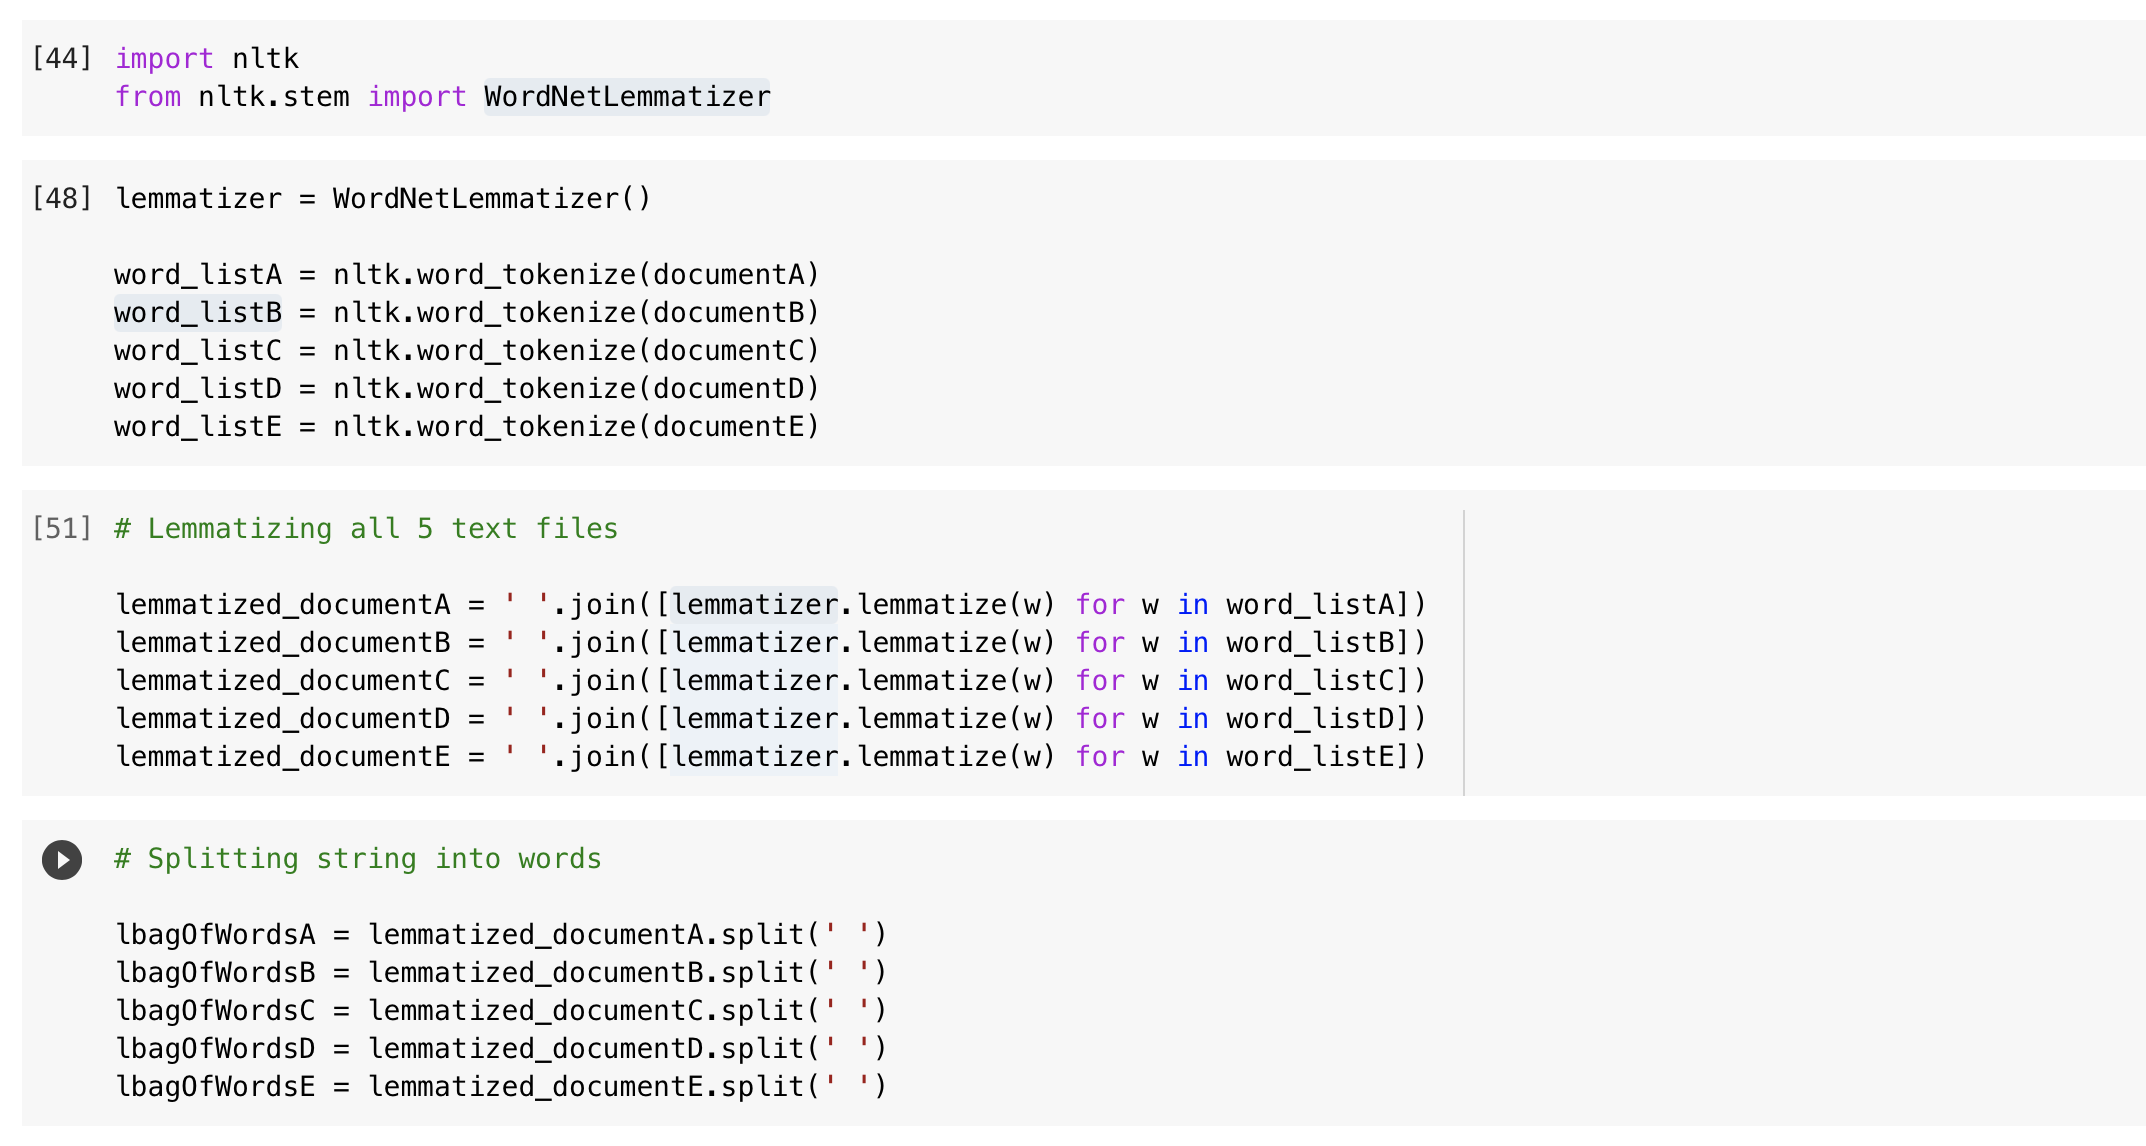 [44] import nltk
from nltk.stem import WordNetLemmatizer
[48] lemmatizer = WordNetLemmatizer()
word_listA = nltk.word_tokenize(documentA)
word_listB = nltk.word_tokenize(documentB)
word_listC = nltk.word_tokenize(documentC)
word_listD = nltk.word_tokenize(documentD)
word_listE = nltk.word_tokenize(documentE)
[51] # Lemmatizing all 5 text files
lemmatized_documentA = ' '.join([lemmatizer.lemmatize(w) for w in word_listA])
lemmatized_documentB = ' '.join([lemmatizer.lemmatize(w) for w in word_listB])
lemmatized_documentC = ' '.join([lemmatizer.lemmatize(w) for w in word_listC])
lemmatized_documentD = ' '.join([lemmatizer.lemmatize(w) for w in word_listD])
lemmatized_documentE = ' '.join([lemmatizer.lemmatize(w) for w in word_listE])
# Splitting string into words
lbagOfWordsA = lemmatized_documentA.split(' ')
lbagOfWordsB = lemmatized_documentB.split(' ')
lbagOfWordsC = lemmatized_documentC.split(' ')
lbagOfWordsD = lemmatized_documentD.split(' ')
lbagOfWordsE = lemmatized_documentE.split(' ')